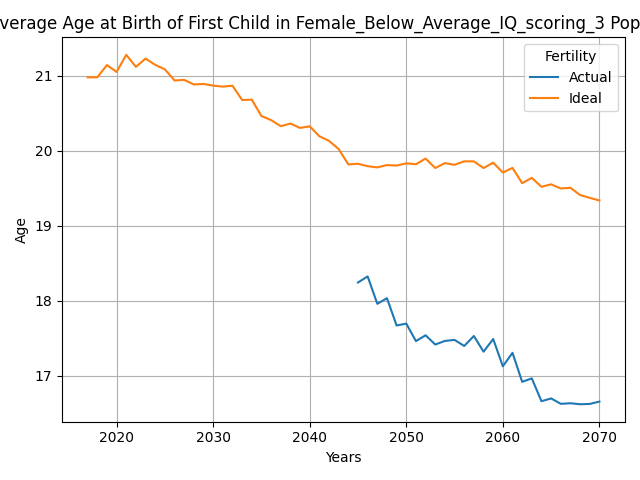 verage Age at Birth of First Child in Female_Below_Average_IQ_scoring_3 Pop
Fertility
Actual
Ideal
21
20
19
18
17
Age
2020 2030 2040 2050 2060 2070
Years